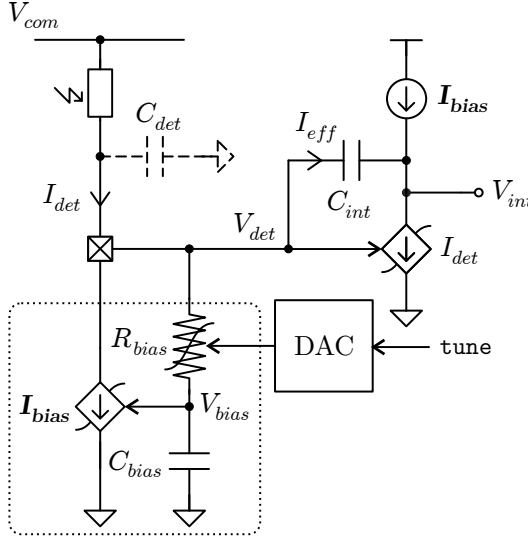 V_com
C_det
I_eff
I_bias
I_det
C_int
V_int
V_det
I_det
R_bias
DAC
tune
I_bias
V_bias
C_bias